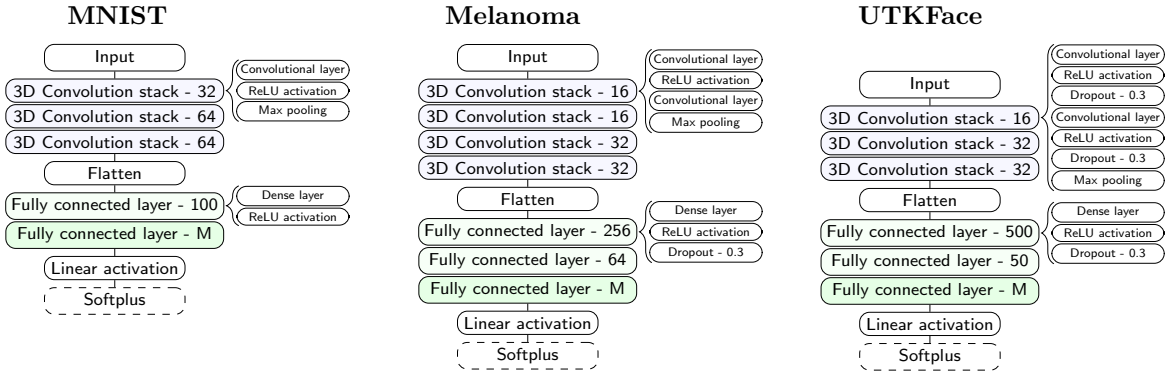 MNIST
Input
3D Convolution stack - 32
3D Convolution stack - 64
3D Convolution stack - 64
Convolutional layer
ReLU activation
Max pooling
Flatten
Fully connected layer - 100
Fully connected layer - M
Dense layer
ReLU activation
Linear activation
Softplus
Melanoma
Input
3D Convolution stack - 16
3D Convolution stack - 16
3D Convolution stack - 32
3D Convolution stack - 32
Convolutional layer
ReLU activation
Convolutional layer
Max pooling
Flatten
Fully connected layer - 256
Fully connected layer - 64
Fully connected layer - M
Dense layer
ReLU activation
Dropout - 0.3
Linear activation
Softplus
UTKFace
Input
3D Convolution stack - 16
3D Convolution stack - 32
3D Convolution stack - 32
Convolutional layer
ReLU activation
Dropout - 0.3
Convolutional layer
ReLU activation
Dropout - 0.3
Max pooling
Flatten
Fully connected layer - 500
Fully connected layer - 50
Fully connected layer - M
Dense layer
ReLU activation
Dropout - 0.3
Linear activation
Softplus